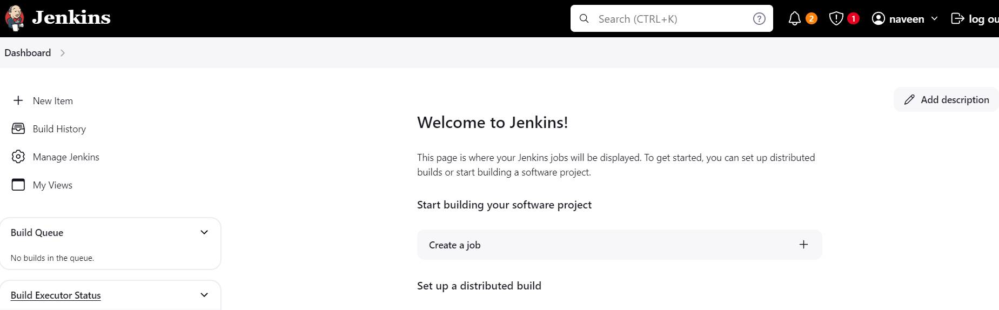 Jenkins
Search (CTRL+K)
?
2
1
naveen
log ou
Dashboard
New Item
Build History
Manage Jenkins
My Views
Add description
Welcome to Jenkins!
This page is where your Jenkins jobs will be displayed. To get started, you can set up distributed
builds or start building a software project.
Start building your software project
Create a job
Set up a distributed build
Build Queue
No builds in the queue.
Build Executor Status